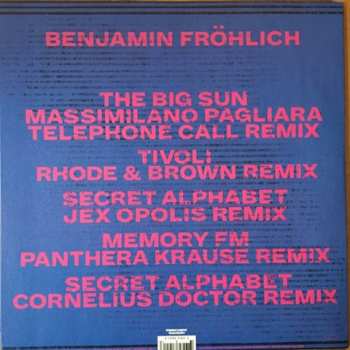 BENJAMIN FRÖHLICH
THE BIG SUN
MASSIMILANO PAGLIARA
TELEPHONE CALL REMIX
TIVOLI
RHODE & BROWN REMIX
SECRET ALPHABET
JEX OPOLIS REMIX
MEMORY FM
PANTHERA KRAUSE REMIX
SECRET ALPHABET
CORNELIUS DOCTOR REMIX